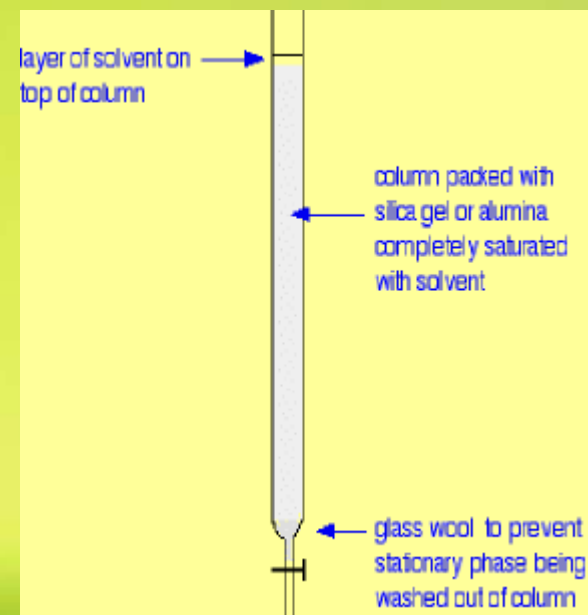 layer of solvent on
top of column
column packed with
silica gel or alumina
completely saturated
with solvent
glass wool to prevent
stationary phase being
washed out of column